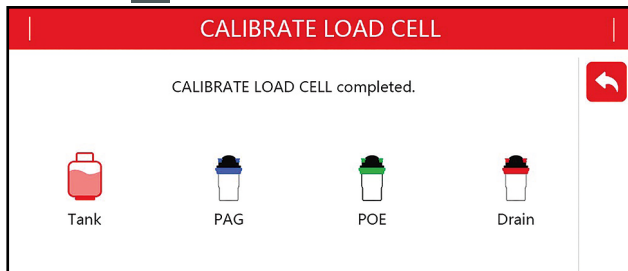 CALIBRATE LOAD CELL
CALIBRATE LOAD CELL completed.
Tank PAG POE Drain